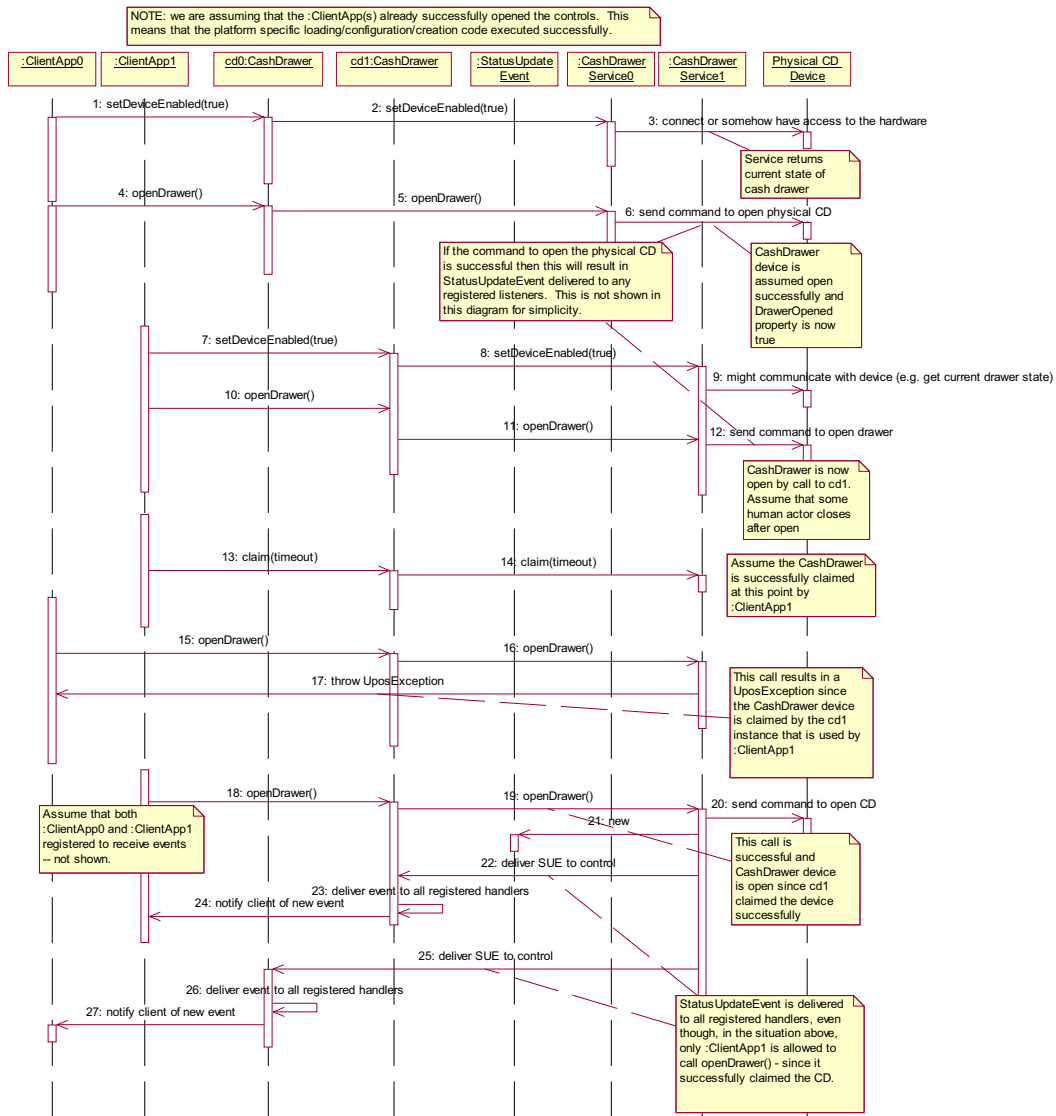 NOTE: we are assuming that the :ClientApp(s) already successfully opened the controls. This
means that the platform specific loading/configuration/creation code executed successfully.
:ClientApp0
:ClientApp1
cd0:CashDrawer
cd1:CashDrawer
:StatusUpdate
Event
:CashDrawer
Service0
:CashDrawer
Service1
Physical CD
Device
1: setDeviceEnabled(true)
2: setDeviceEnabled(true)
3: connect or somehow have access to the hardware
Service returns
current state of
cash drawer
4: openDrawer()
5: openDrawer()
6: send command to open physical CD
If the command to open the physical CD
is successful then this will result in
StatusUpdateEvent delivered to any
registered listeners. This is not shown in
this diagram for simplicity.
CashDrawer
device is
assumed open
successfully and
DrawerOpened
property is now
true
7: setDeviceEnabled(true)
8: setDeviceEnabled(true)
9: might communicate with device (e.g. get current drawer state)
10: openDrawer()
11: openDrawer()
12: send command to open drawer
CashDrawer is now
open by call to cd1.
Assume that some
human actor closes
after open
13: claim(timeout)
14: claim(timeout)
Assume the CashDrawer
is successfully claimed
at this point by
:ClientApp1
15: openDrawer()
16: openDrawer()
17: throw UposException
This call results in a
UposException since
the CashDrawer device
is claimed by the cd1
instance that is used by
:ClientApp1
18: openDrawer()
19: openDrawer()
20: send command to open CD
Assume that both
:ClientApp0 and :ClientApp1
registered to receive events
-- not shown.
21: new
This call is
successful and
CashDrawer device
is open since cd1
claimed the device
successfully
22: deliver SUE to control
23: deliver event to all registered handlers
24: notify client of new event
25: deliver SUE to control
26: deliver event to all registered handlers
27: notify client of new event
StatusUpdateEvent is delivered
to all registered handlers, even
though, in the situation above,
only :ClientApp1 is allowed to
call openDrawer() - since it
successfully claimed the CD.